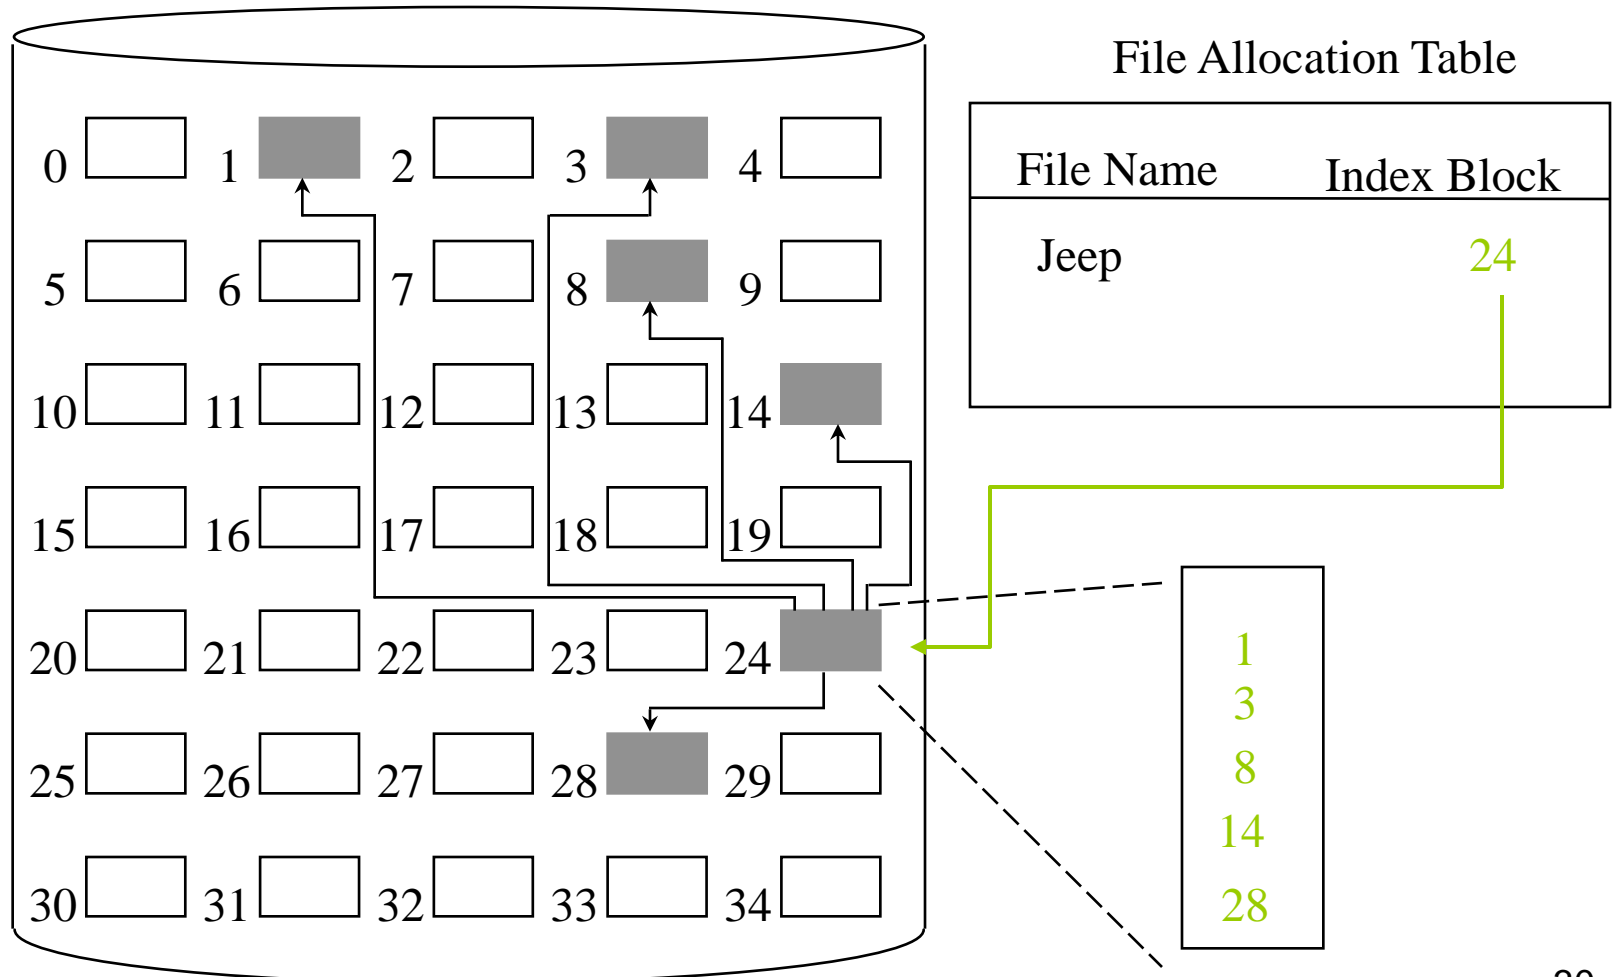 File Allocation Table
File Name Index Block
Jeep 24
0 1 2 3 4
5 6 7 8 9
10 11 12 13 14
15 16 17 18 19
20 21 22 23 24
25 26 27 28 29
30 31 32 33 34
1
3
8
14
28